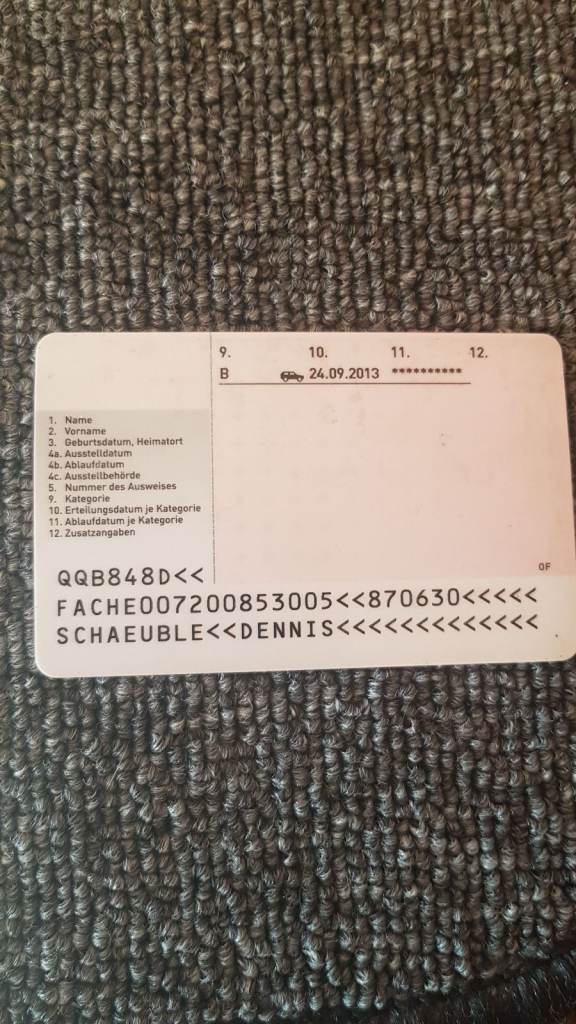 9. 10. 11. 12.
B 24.09.2013 **********
1. Name
2. Vorname
3. Geburtsdatum, Heimatort
4a. Ausstelldatum
4b. Ablaufdatum
4c. Ausstellbehörde
5. Nummer des Ausweises
9. Kategorie
10. Erteilungsdatum je Kategorie
11. Ablaufdatum je Kategorie
12. Zusatzangaben
OF
QQB848D<<
FACHE007200853005<<870630<<<<<
SCHAEUBLE<<DENNIS<<<<<<<<<<<<<